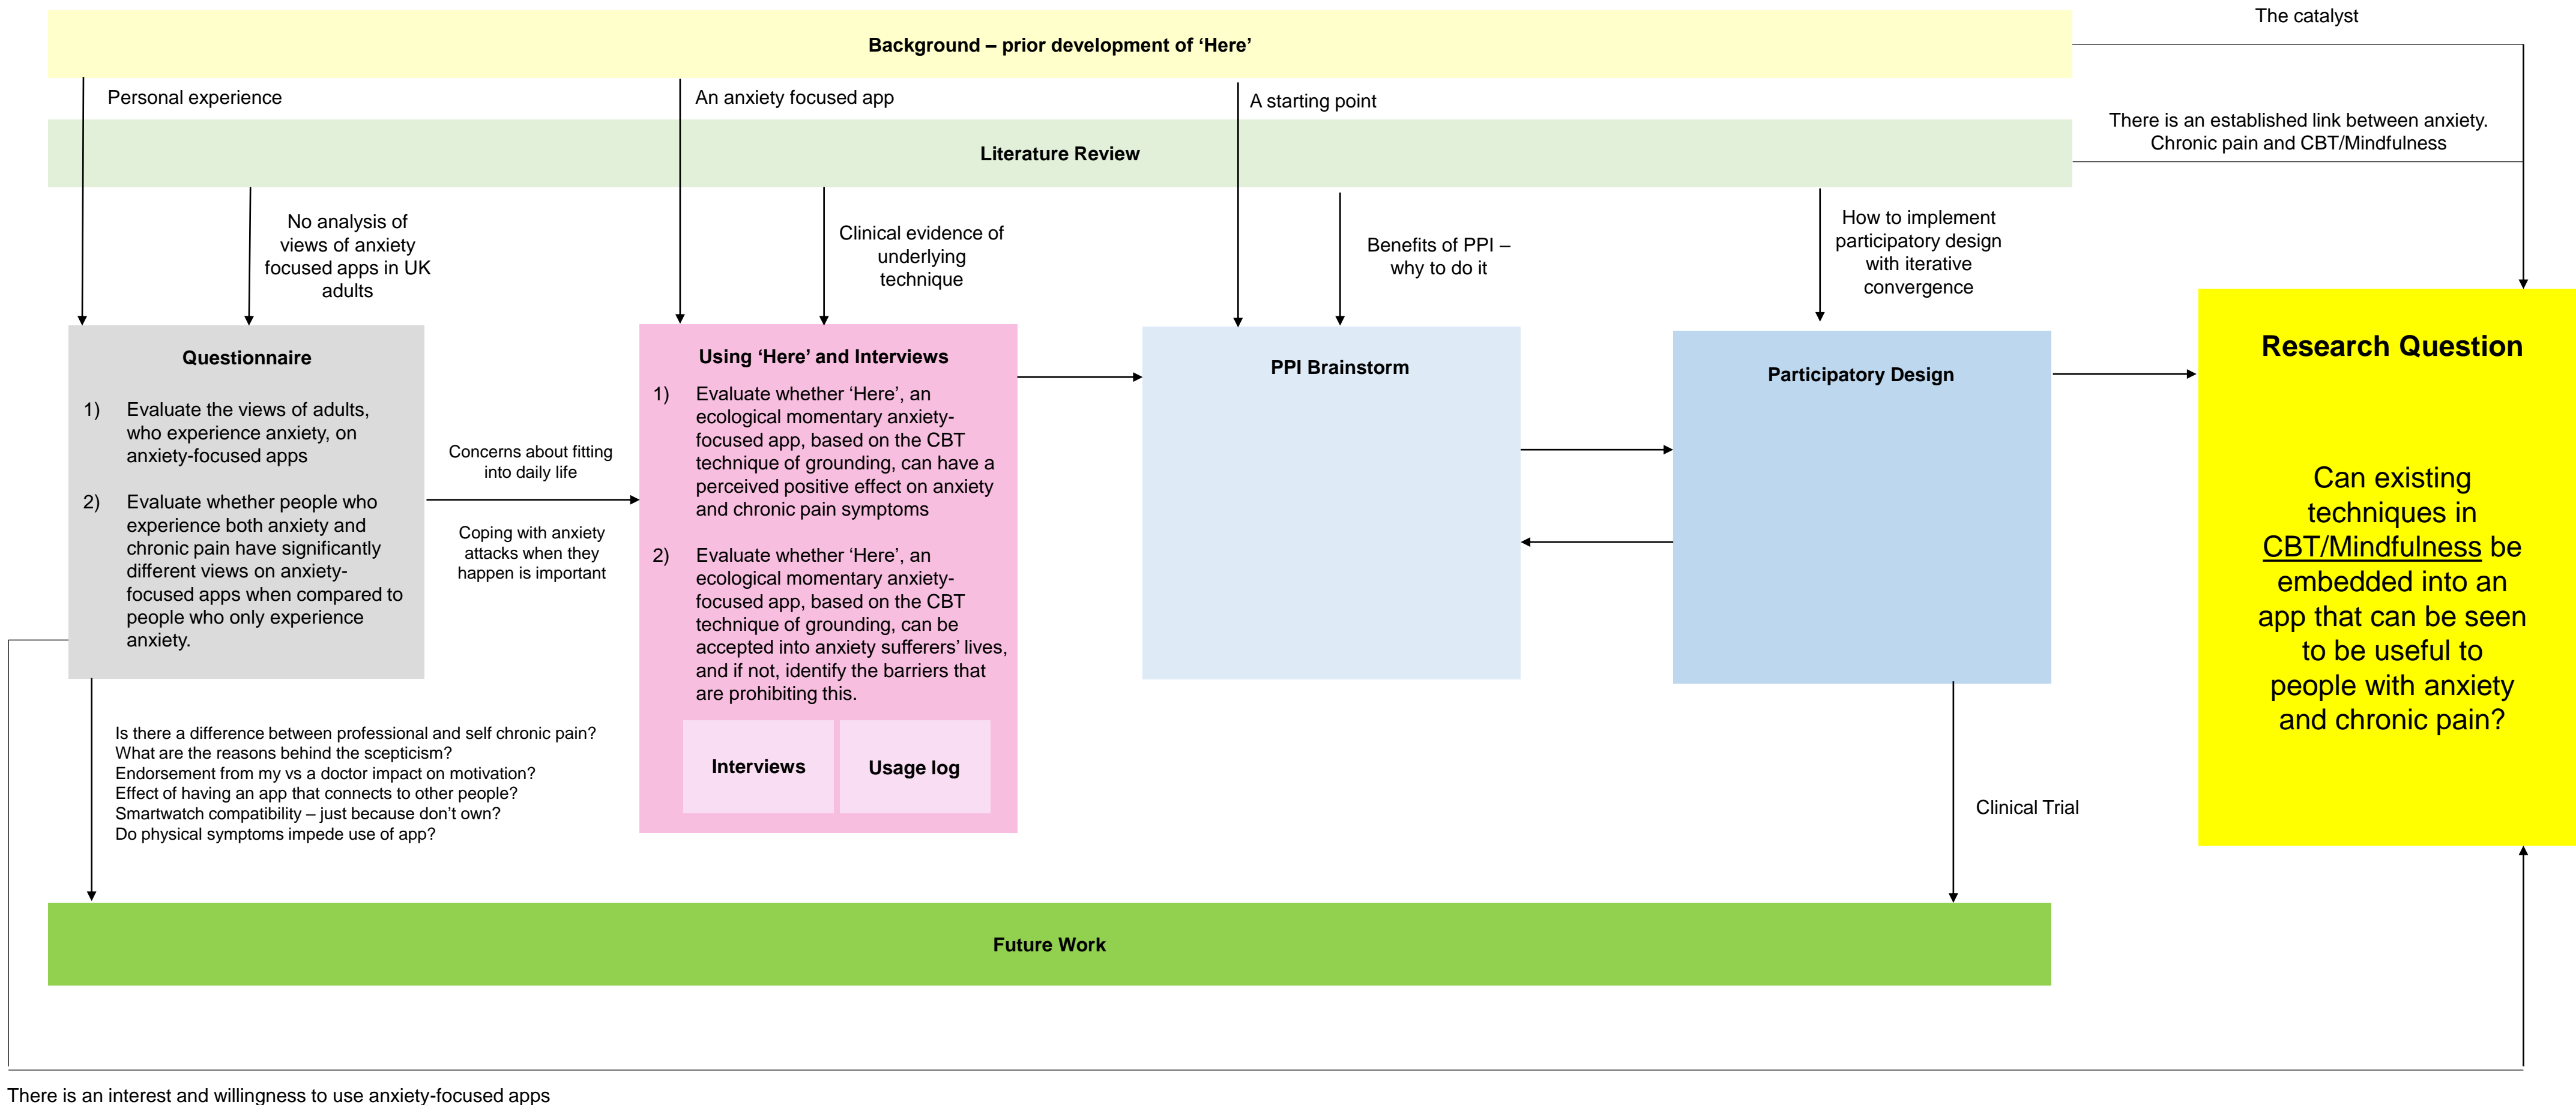 The catalyst
Background – prior development of ‘Here’
Personal experience
An anxiety focused app
A starting point
There is an established link between anxiety.
Chronic pain and CBT/Mindfulness
Literature Review
No analysis of
views of anxiety
focused apps in UK
adults
Clinical evidence of
underlying
technique
Benefits of PPI –
why to do it
How to implement
participatory design
with iterative
convergence
Questionnaire
1) Evaluate the views of adults,
who experience anxiety, on
anxiety-focused apps
2) Evaluate whether people who
experience both anxiety and
chronic pain have significantly
different views on anxiety-
focused apps when compared to
people who only experience
anxiety.
Concerns about fitting
into daily life
Coping with anxiety
attacks when they
happen is important
Using ‘Here’ and Interviews
1) Evaluate whether ‘Here’, an
ecological momentary anxiety-
focused app, based on the CBT
technique of grounding, can have a
perceived positive effect on anxiety
and chronic pain symptoms
2) Evaluate whether ‘Here’, an
ecological momentary anxiety-
focused app, based on the CBT
technique of grounding, can be
accepted into anxiety sufferers’ lives,
and if not, identify the barriers that
are prohibiting this.
Interviews
Usage log
PPI Brainstorm
Participatory Design
Research Question
Can existing
techniques in
CBT/Mindfulness be
embedded into an
app that can be seen
to be useful to
people with anxiety
and chronic pain?
Is there a difference between professional and self chronic pain?
What are the reasons behind the scepticism?
Endorsement from my vs a doctor impact on motivation?
Effect of having an app that connects to other people?
Smartwatch compatibility – just because don’t own?
Do physical symptoms impede use of app?
Clinical Trial
Future Work
There is an interest and willingness to use anxiety-focused apps